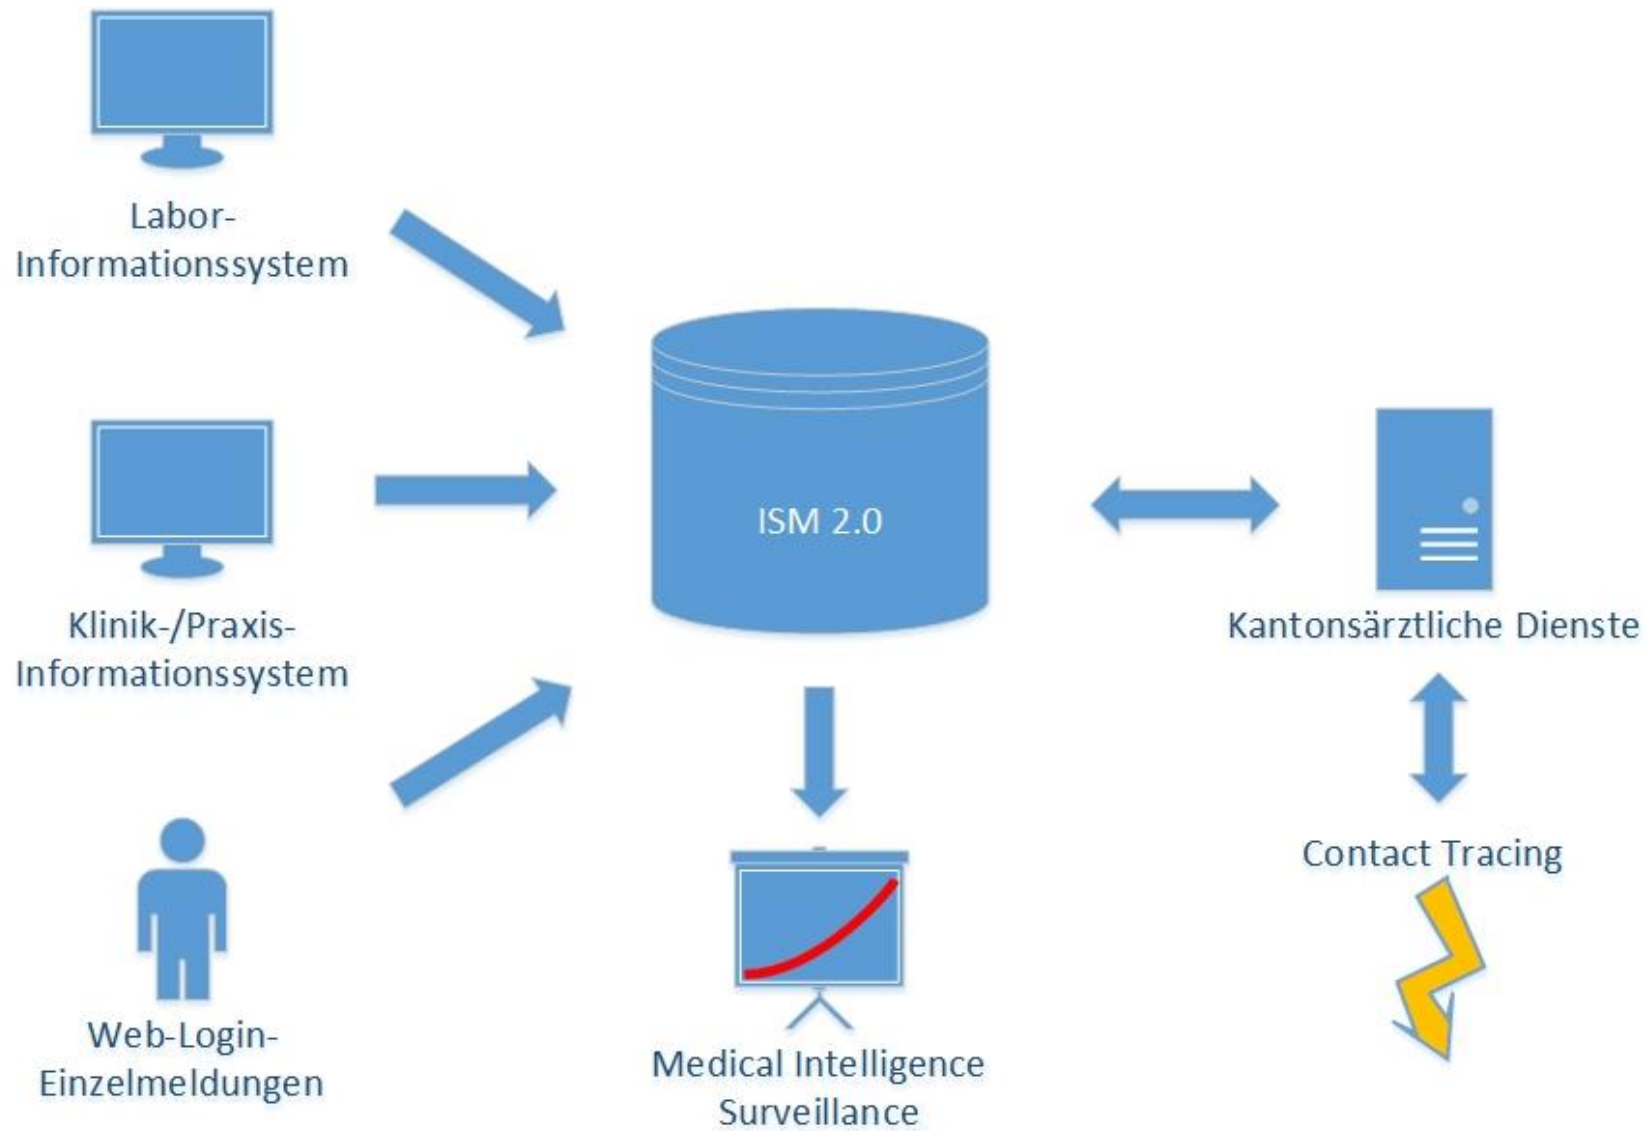 Labor-
Informationssystem
Klinik-/Praxis-
Informationssystem
Web-Login-
Einzelmeldungen
ISM 2.0
Medical Intelligence
Surveillance
Kantonsärztliche Dienste
Contact Tracing